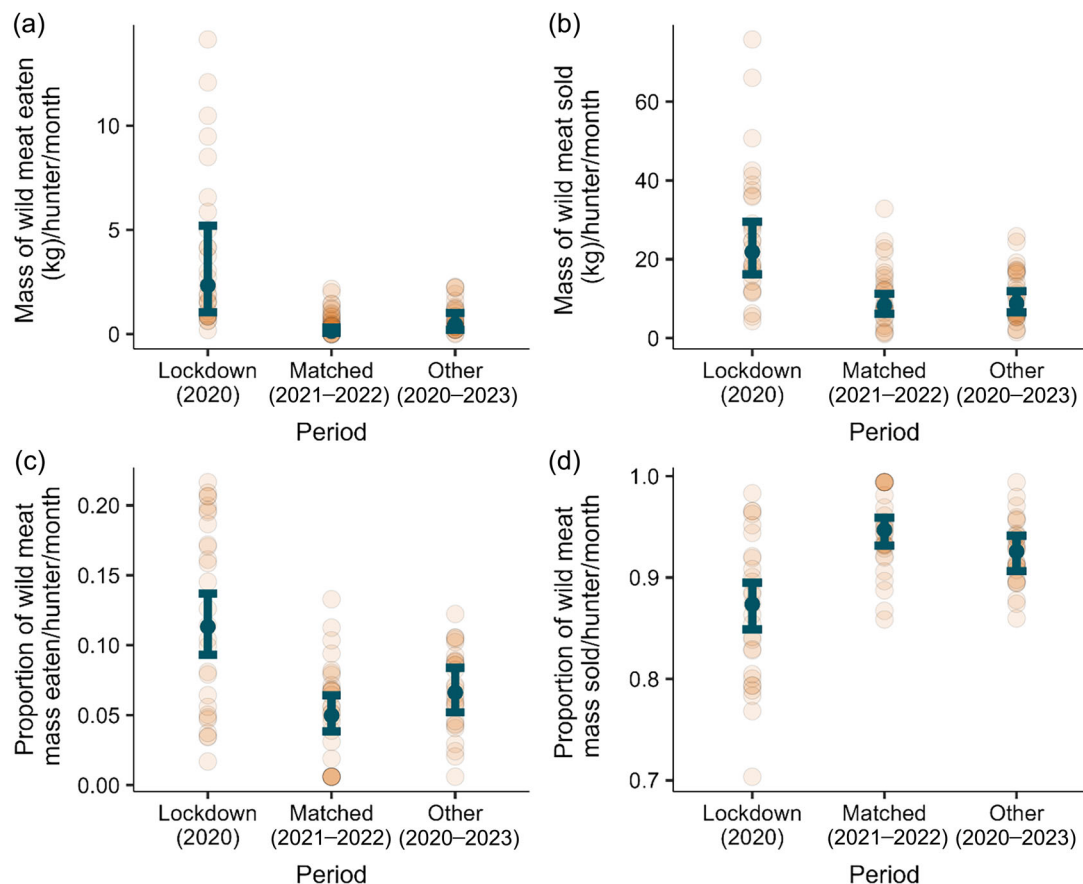 (a)
Mass of wild meat eaten
(kg)/hunter/month
10
5
0
Lockdown
(2020)
Matched
(2021–2022)
Other
(2020–2023)
Period
(b)
Mass of wild meat sold
(kg)/hunter/month
60
40
20
0
Lockdown
(2020)
Matched
(2021–2022)
Other
(2020–2023)
Period
(c)
Proportion of wild meat
mass eaten/hunter/month
0.20
0.15
0.10
0.05
0.00
Lockdown
(2020)
Matched
(2021–2022)
Other
(2020–2023)
Period
(d)
Proportion of wild meat
mass sold/hunter/month
1.0
0.9
0.8
0.7
Lockdown
(2020)
Matched
(2021–2022)
Other
(2020–2023)
Period